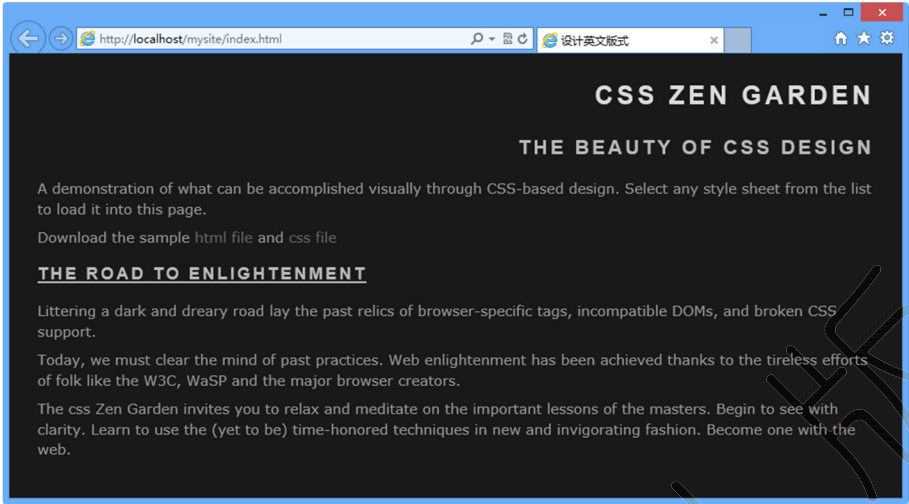 http://localhost/mysite/index.html
设计英文版式
CSS ZEN GARDEN
THE BEAUTY OF CSS DESIGN
A demonstration of what can be accomplished visually through CSS-based design. Select any style sheet from the list
to load it into this page.
Download the sample html file and css file
THE ROAD TO ENLIGHTENMENT
Littering a dark and dreary road lay the past relics of browser-specific tags, incompatible DOMs, and broken CSS
support.
Today, we must clear the mind of past practices. Web enlightenment has been achieved thanks to the tireless efforts
of folk like the W3C, WaSP and the major browser creators.
The css Zen Garden invites you to relax and meditate on the important lessons of the masters. Begin to see with
clarity. Learn to use the (yet to be) time-honored techniques in new and invigorating fashion. Become one with the
web.